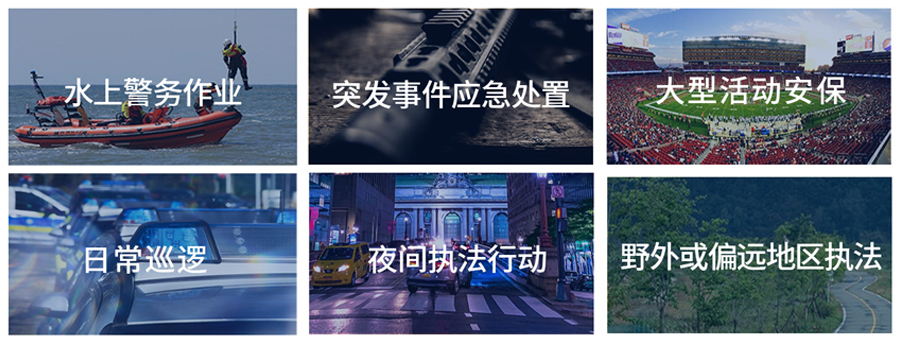 水上警务作业
突发事件应急处置
大型活动安保
日常巡逻
夜间执法行动
野外或偏远地区执法